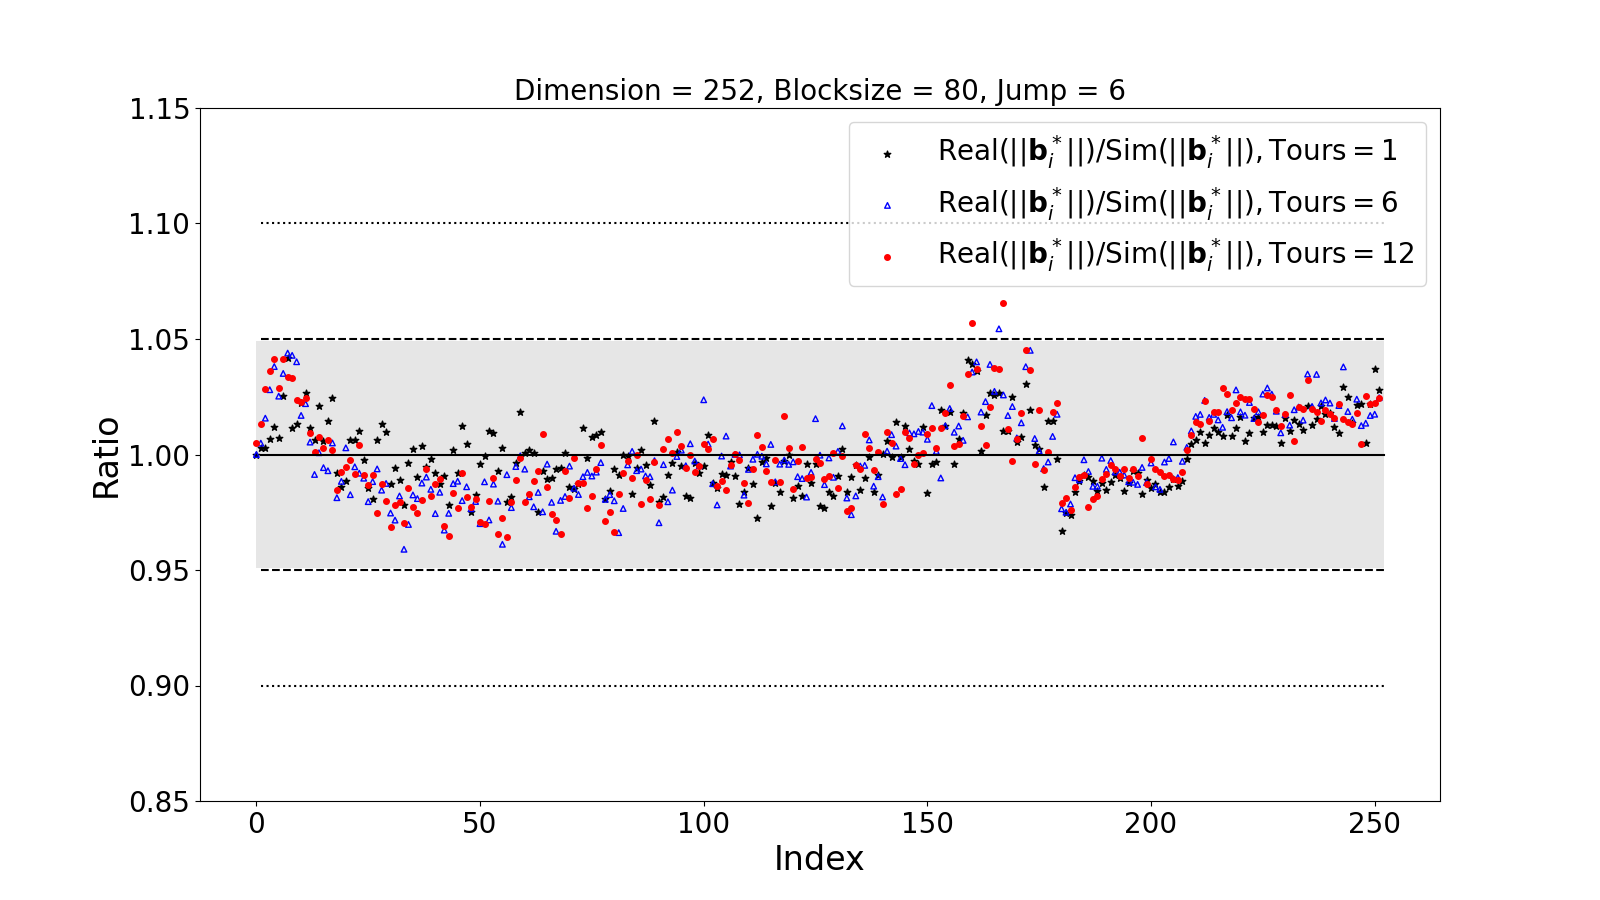 Dimension = 252, Blocksize = 80, Jump = 6
1.15
1.10
1.05
1.00
0.95
0.90
0.85
Ratio
Real(||b_i^*||)/Sim(||b_i^*||), Tours = 1
Real(||b_i^*||)/Sim(||b_i^*||), Tours = 6
Real(||b_i^*||)/Sim(||b_i^*||), Tours = 12
0 50 100 150 200 250
Index